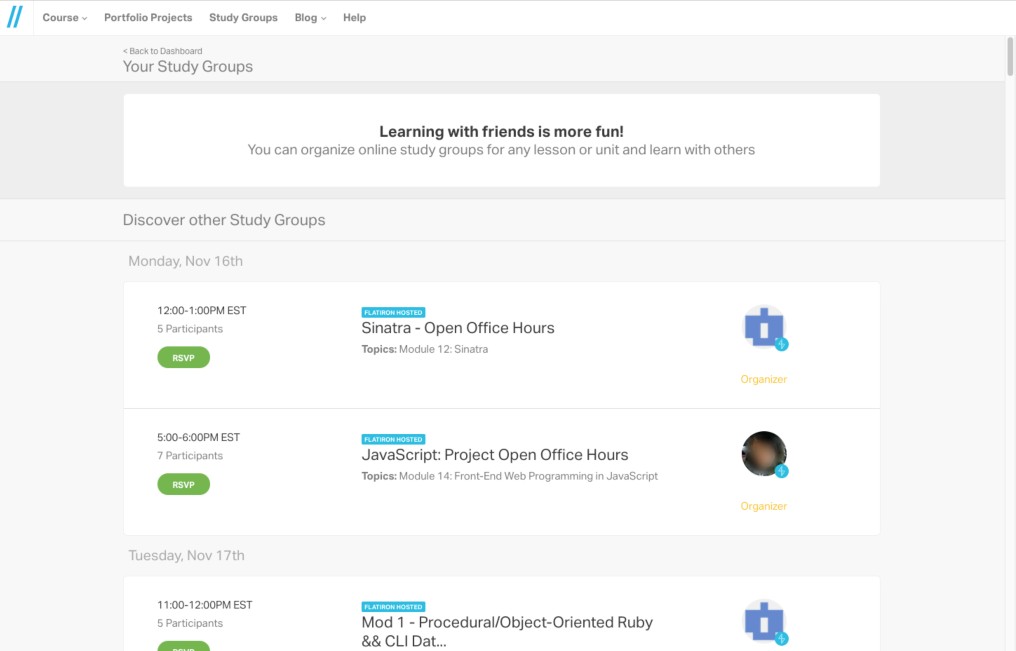 Course Portfolio Projects Study Groups Blog Help
< Back to Dashboard
Your Study Groups
Learning with friends is more fun!
You can organize online study groups for any lesson or unit and learn with others
Discover other Study Groups
Monday, Nov 16th
12:00-1:00PM EST
5 Participants
RSVP
FLATIRON HOSTED
Sinatra - Open Office Hours
Topics: Module 12: Sinatra
Organizer
5:00-6:00PM EST
7 Participants
RSVP
FLATIRON HOSTED
JavaScript: Project Open Office Hours
Topics: Module 14: Front-End Web Programming in JavaScript
Organizer
Tuesday, Nov 17th
11:00-12:00PM EST
5 Participants
RSVP
FLATIRON HOSTED
Mod 1 - Procedural/Object-Oriented Ruby
&& CLI Dat...